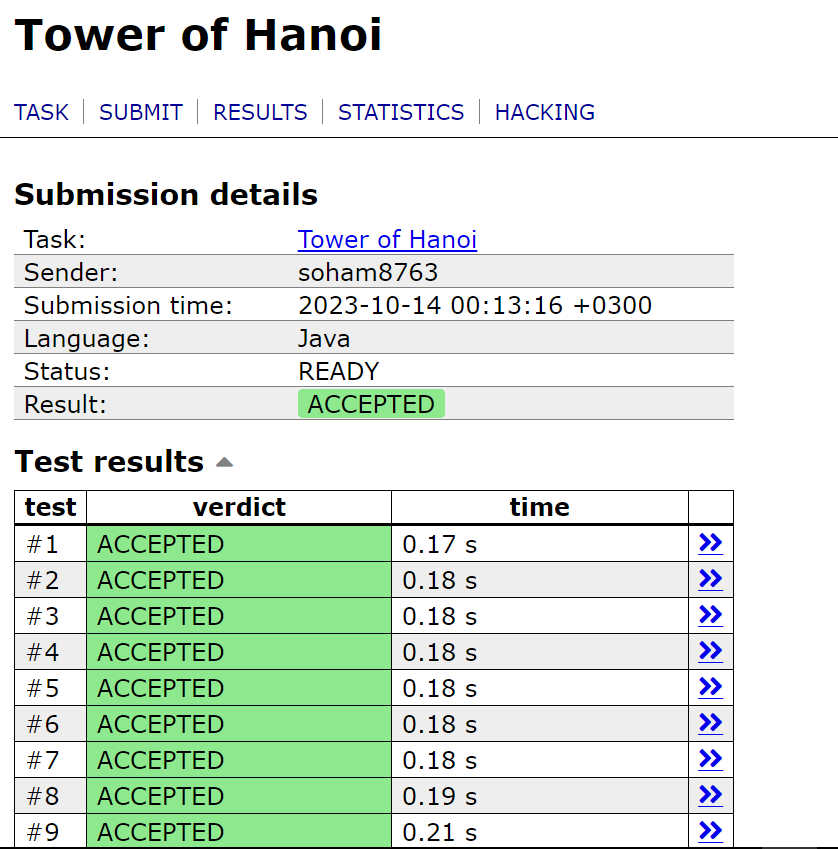 Tower of Hanoi
TASK | SUBMIT | RESULTS | STATISTICS | HACKING
Submission details
Task: Tower of Hanoi
Sender: soham8763
Submission time: 2023-10-14 00:13:16 +0300
Language: Java
Status: READY
Result: ACCEPTED
Test results
test verdict time
#1 ACCEPTED 0.17 s »
#2 ACCEPTED 0.18 s »
#3 ACCEPTED 0.18 s »
#4 ACCEPTED 0.18 s »
#5 ACCEPTED 0.18 s »
#6 ACCEPTED 0.18 s »
#7 ACCEPTED 0.18 s »
#8 ACCEPTED 0.19 s »
#9 ACCEPTED 0.21 s »